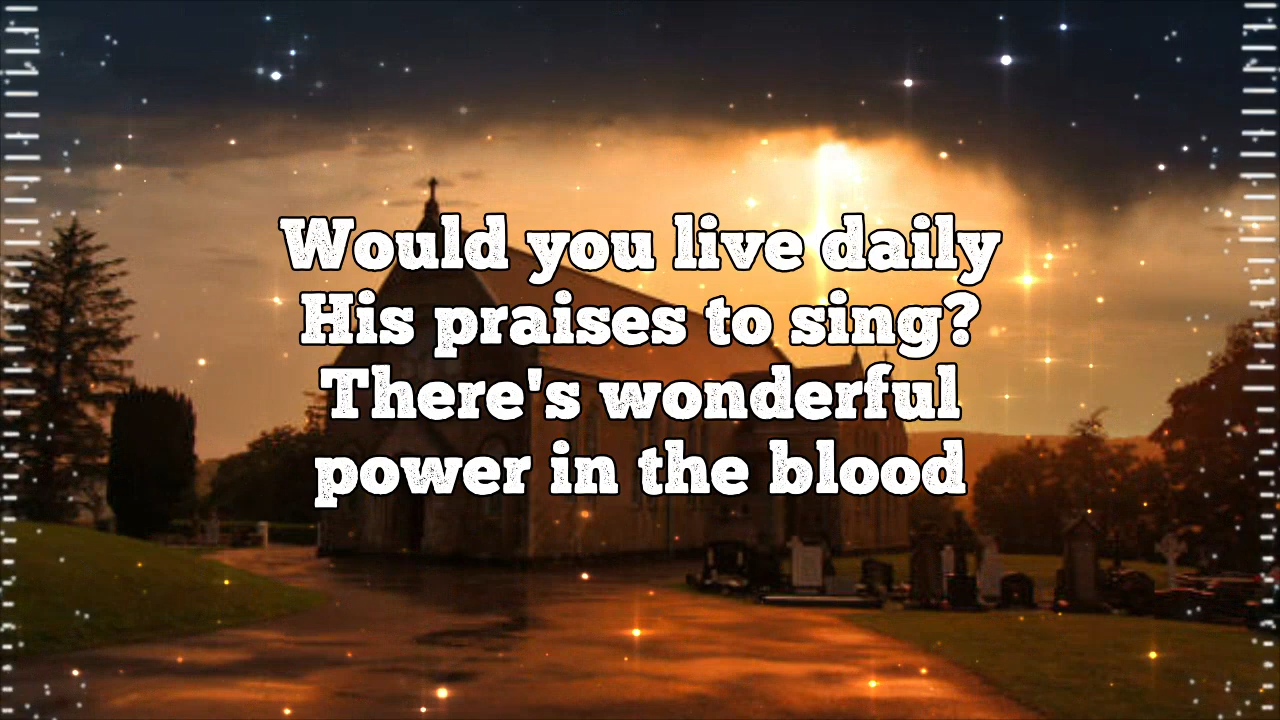 Would you live daily
His praises to sing?
There's wonderful
power in the blood